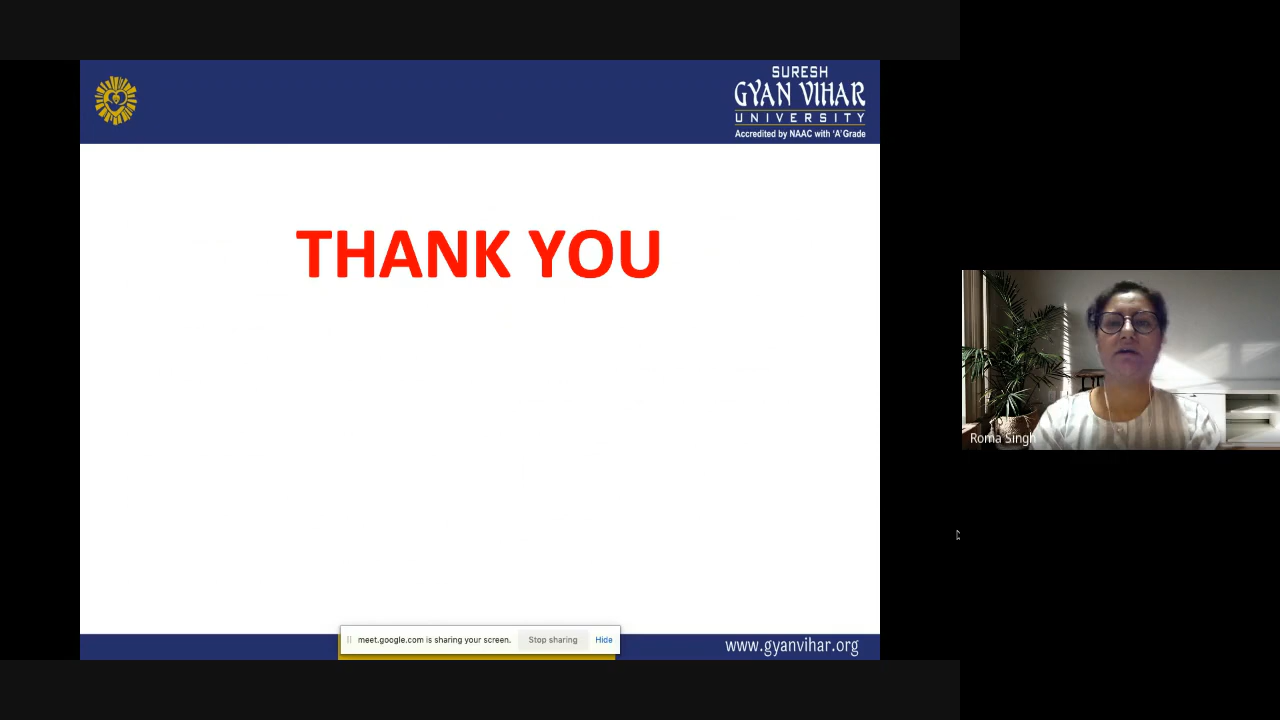 SURESH
GYAN VIHAR
UNIVERSITY
Accredited by NAAC with 'A' Grade
THANK YOU
Roma Singh
meet.google.com is sharing your screen.
Stop sharing
Hide
www.gyanvihar.org